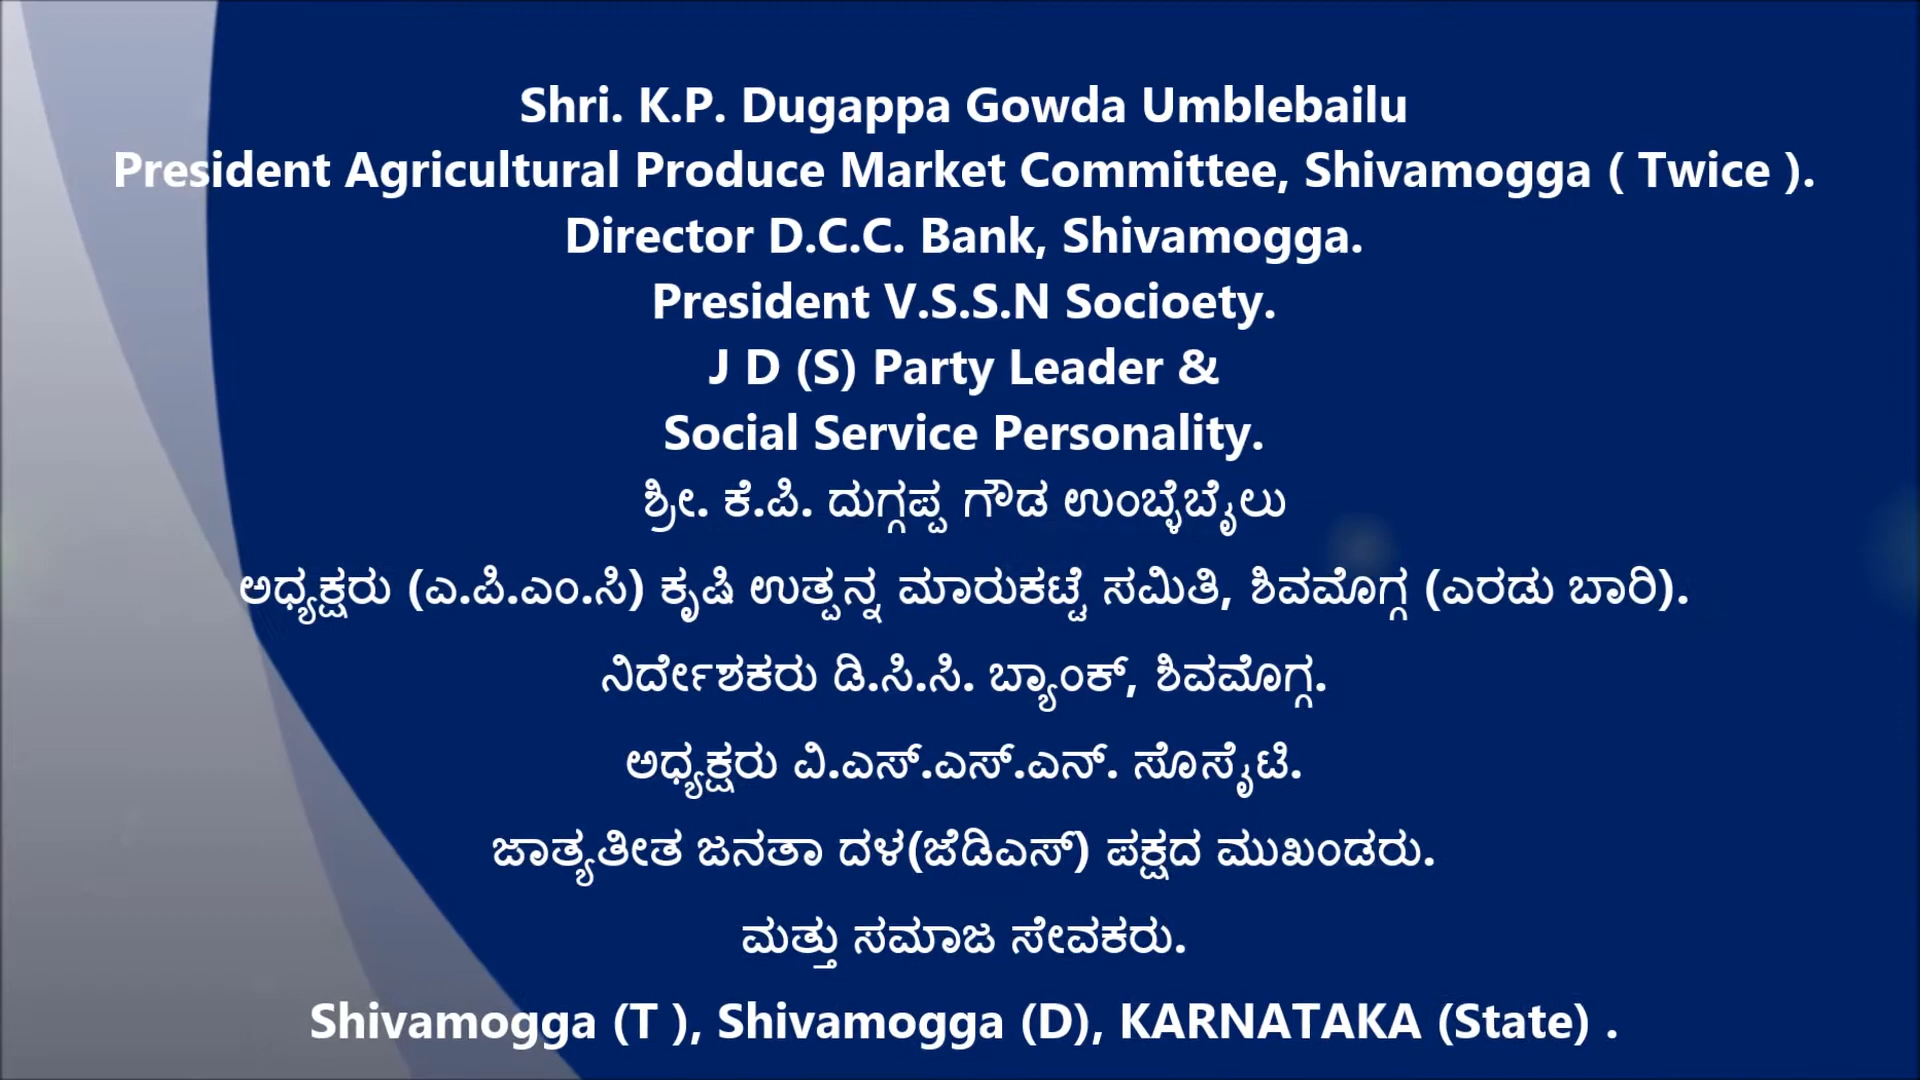 Shri. K.P. Dugappa Gowda Umblebailu
President Agricultural Produce Market Committee, Shivamogga ( Twice ).
Director D.C.C. Bank, Shivamogga.
President V.S.S.N Socioety.
J D (S) Party Leader &
Social Service Personality.
ಶ್ರೀ. ಕೆ.ಪಿ. ದುಗ್ಗಪ್ಪ ಗೌಡ ಉಂಬ್ಳೆಬೈಲು
ಅಧ್ಯಕ್ಷರು (ಎ.ಪಿ.ಎಂ.ಸಿ) ಕೃಷಿ ಉತ್ಪನ್ನ ಮಾರುಕಟ್ಟೆ ಸಮಿತಿ, ಶಿವಮೊಗ್ಗ (ಎರಡು ಬಾರಿ).
ನಿರ್ದೇಶಕರು ಡಿ.ಸಿ.ಸಿ. ಬ್ಯಾಂಕ್, ಶಿವಮೊಗ್ಗ.
ಅಧ್ಯಕ್ಷರು ವಿ.ಎಸ್.ಎಸ್.ಎನ್. ಸೊಸೈಟಿ.
ಜಾತ್ಯತೀತ ಜನತಾ ದಳ(ಜೆಡಿಎಸ್) ಪಕ್ಷದ ಮುಖಂಡರು.
ಮತ್ತು ಸಮಾಜ ಸೇವಕರು.
Shivamogga (T ), Shivamogga (D), KARNATAKA (State) .